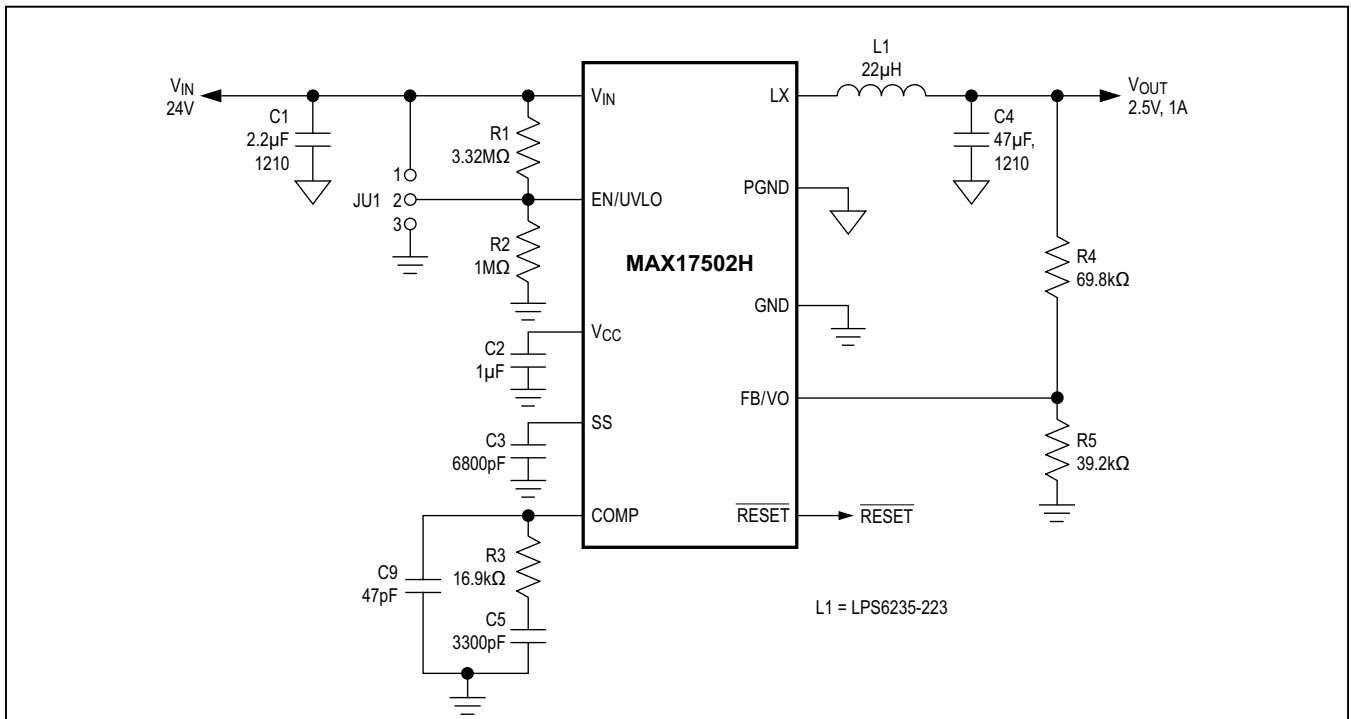 V_IN
24V
C1
2.2µF
1210
JU1
1
2
3
R1
3.32MΩ
R2
1MΩ
C2
1µF
C3
6800pF
C9
47pF
R3
16.9kΩ
C5
3300pF
V_IN
EN/UVLO
V_CC
SS
COMP
MAX17502H
LX
PGND
GND
FB/VO
RESET
RESET
L1
22µH
C4
47µF,
1210
V_OUT
2.5V, 1A
R4
69.8kΩ
R5
39.2kΩ
L1 = LPS6235-223